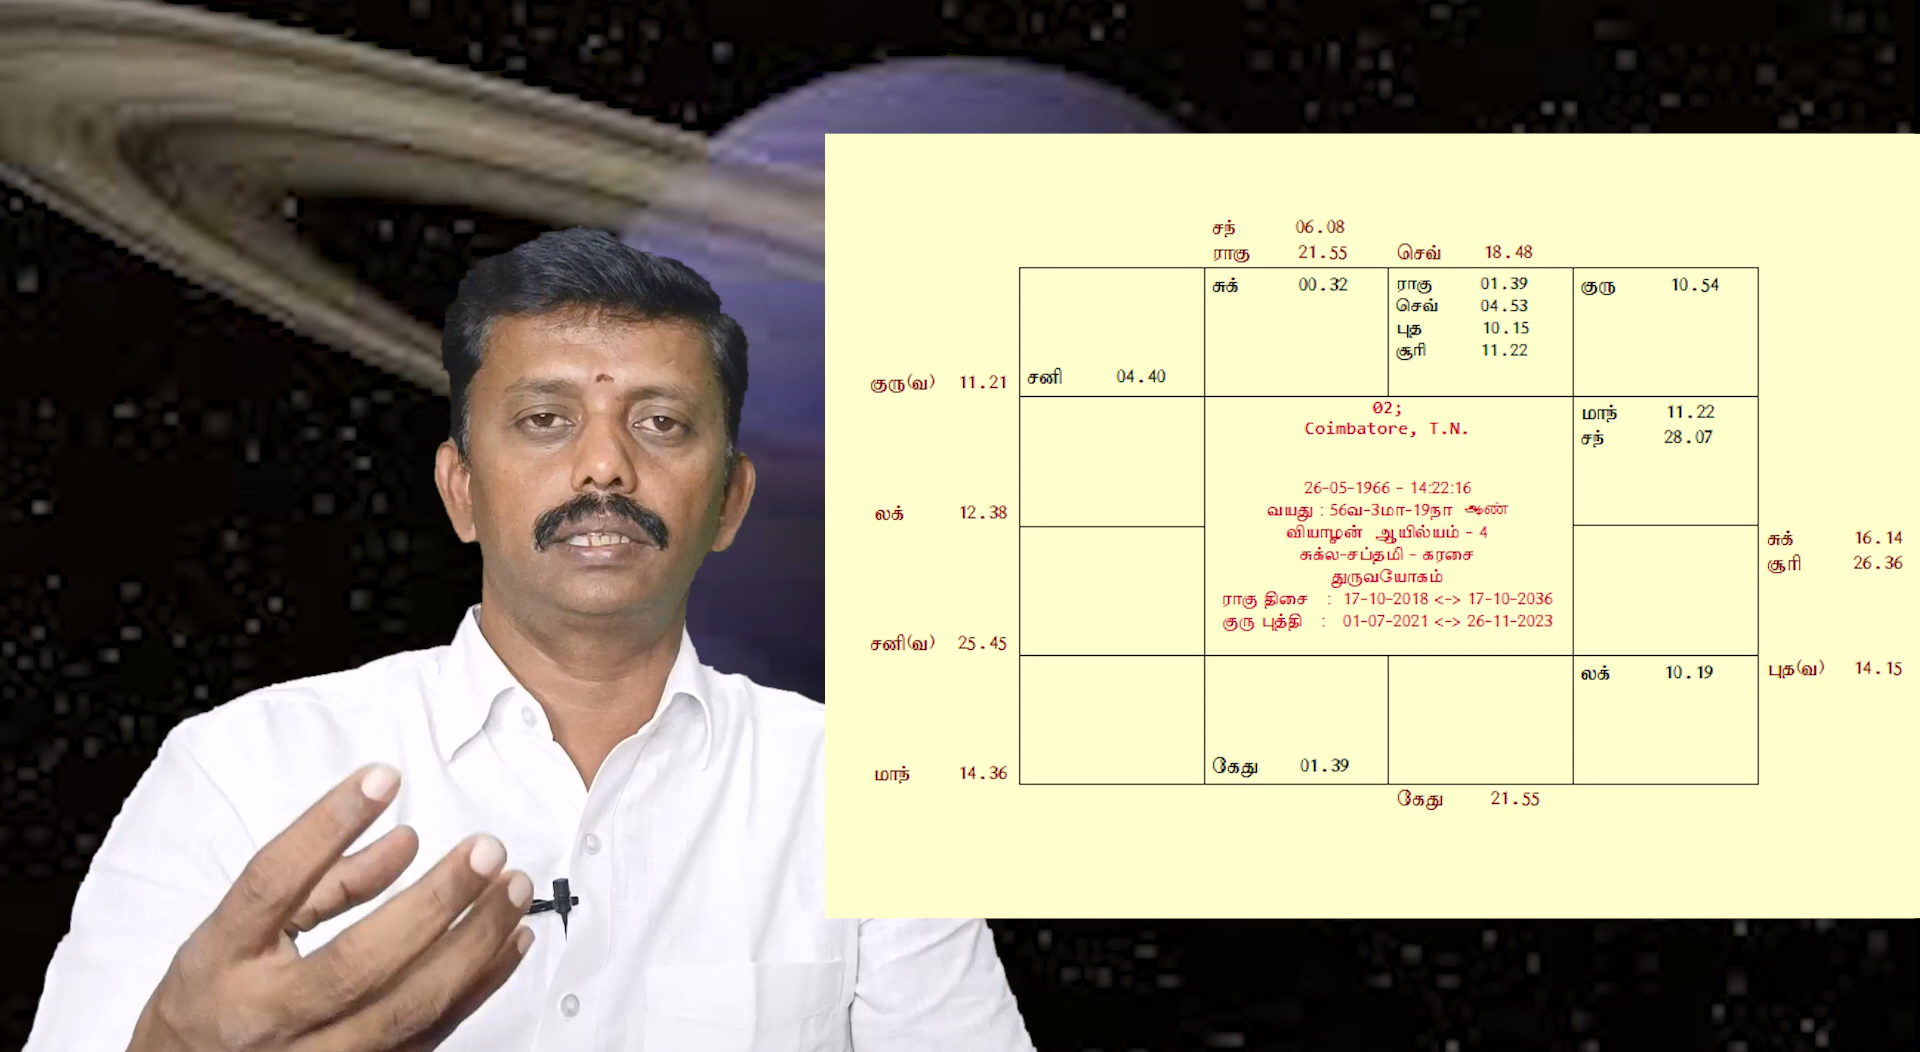 சந் 06.08
ராகு 21.55 செவ் 18.48
சுக் 00.32 ராகு 01.39 குரு 10.54
செவ் 04.53
புத 10.15
சூரி 11.22
குரு(வ) 11.21 சனி 04.40
02;
Coimbatore, T.N.
மாந் 11.22
சந் 28.07
26-05-1966 - 14:22:16
லக் 12.38 வயது : 56வ-3மா-19நா ஆண்
வியாழன் ஆயில்யம் - 4
சுக்ல-சப்தமி - கரசை
துருவயோகம்
சுக் 16.14
சூரி 26.36
ராகு திசை : 17-10-2018 <-> 17-10-2036
குரு புத்தி : 01-07-2021 <-> 26-11-2023
சனி(வ) 25.45
லக் 10.19 புத(வ) 14.15
மாந் 14.36 கேது 01.39
கேது 21.55